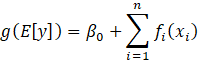 g(E[y]) = β₀ + ∑ᵢ₌₁ⁿ fᵢ(xᵢ)